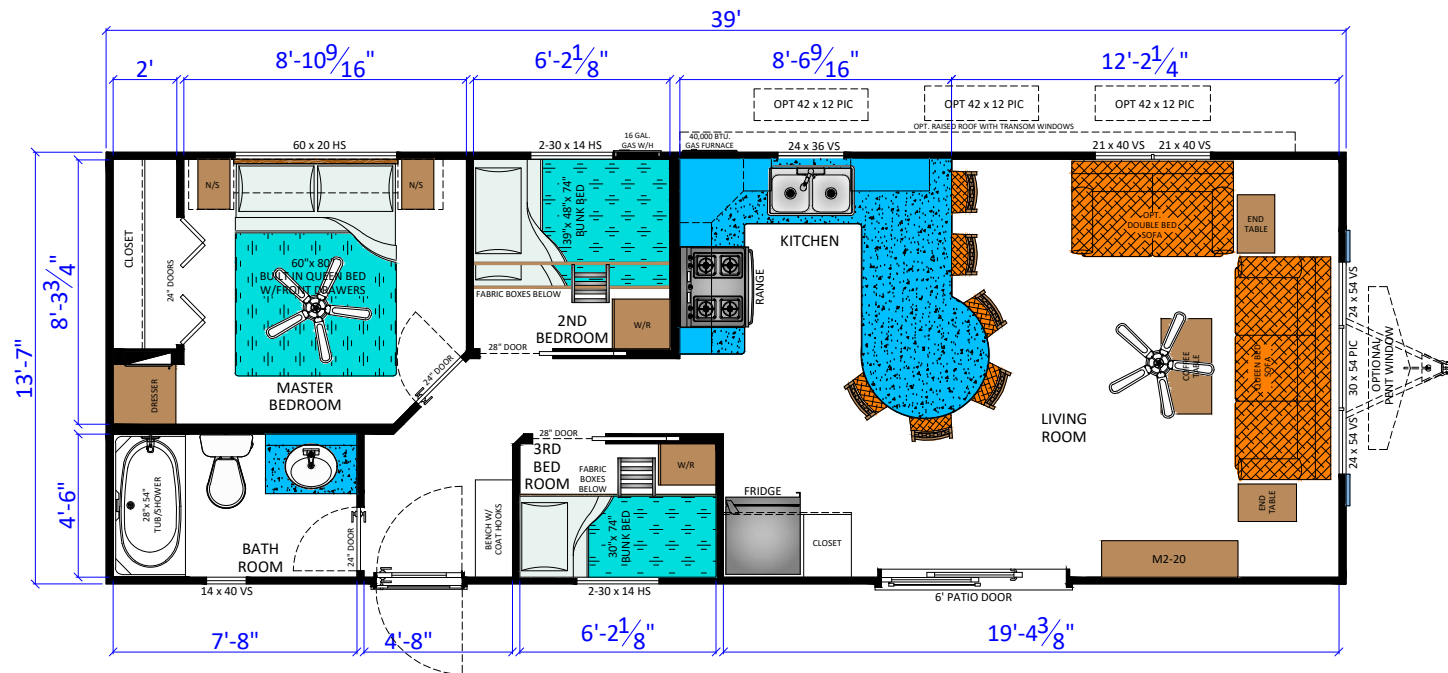 39'
2'
8'-10 9/16"
6'-2 1/8"
8'-6 9/16"
12'-2 1/4"
OPT 42 x 12 PIC
OPT 42 x 12 PIC
OPT 42 x 12 PIC
OPT. RAISED ROOF WITH TRANSOM WINDOWS
60 x 20 HS
2-30 x 14 HS
16 GAL.
GAS W/H
40,000 BTU.
GAS FURNACE
24 x 36 VS
21 x 40 VS
21 x 40 VS
13'-7"
8'-3 3/4"
4'-6"
CLOSET
24" DOORS
N/S
N/S
60"x 80"
BUILT IN QUEEN BED
W/FRONT DRAWERS
MASTER
BEDROOM
DRESSER
24" DOOR
39"x 48"x 74"
BUNK BED
FABRIC BOXES BELOW
2ND
BEDROOM
W/R
28" DOOR
KITCHEN
RANGE
OPT.
DOUBLE BED
SOFA
END
TABLE
QUEEN BED
SOFA
COFFEE
TABLE
LIVING
ROOM
END
TABLE
24 x 54 VS
30 x 54 PIC
24 x 54 VS
OPTIONAL
PENT WINDOW
28"x 54"
TUB/SHOWER
BATH
ROOM
24" DOOR
BENCH W/
COAT HOOKS
28" DOOR
3RD
BED
ROOM
FABRIC
BOXES
BELOW
W/R
30"x 74"
BUNK BED
FRIDGE
CLOSET
M2-20
14 x 40 VS
2-30 x 14 HS
6' PATIO DOOR
7'-8"
4'-8"
6'-2 1/8"
19'-4 3/8"